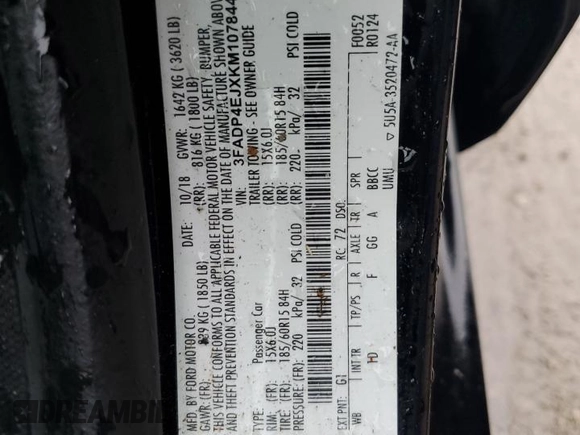 MFD BY FORD MOTOR CO.
10/18 GVWR: 1642 KG ( 3620 LB)
GAWR:(FR): 839 KG ( 1850 LB) (RR): 816 KG ( 1800 LB)
THIS VEHICLE CONFORMS TO ALL APPLICABLE FEDERAL MOTOR VEHICLE SAFETY, BUMPER,
AND THEFT PREVENTION STANDARDS IN EFFECT ON THE DATE OF MANUFACTURE SHOWN ABOVE
VIN: 3FADP4EJXKM107844
TYPE: Passenger Car TRAILER TOWING - SEE OWNER GUIDE
RIM: (FR): 15X6.0J (RR): 15X6.0J
TIRE: (FR): 185/60R15 84H (RR): 185/60R15 84H
(FR): 220 kPa/ 32 PSI COLD (RR): 220 kPa/ 32 PSI COLD
EXT PNT: G1 RC: 72 DSO: F0052
R0124
WB INT TR TP/PS R AXLE TR SPR
HD F GG A BBCC
UMU
▽ 5U5A-3520472-AA
DREAMBID